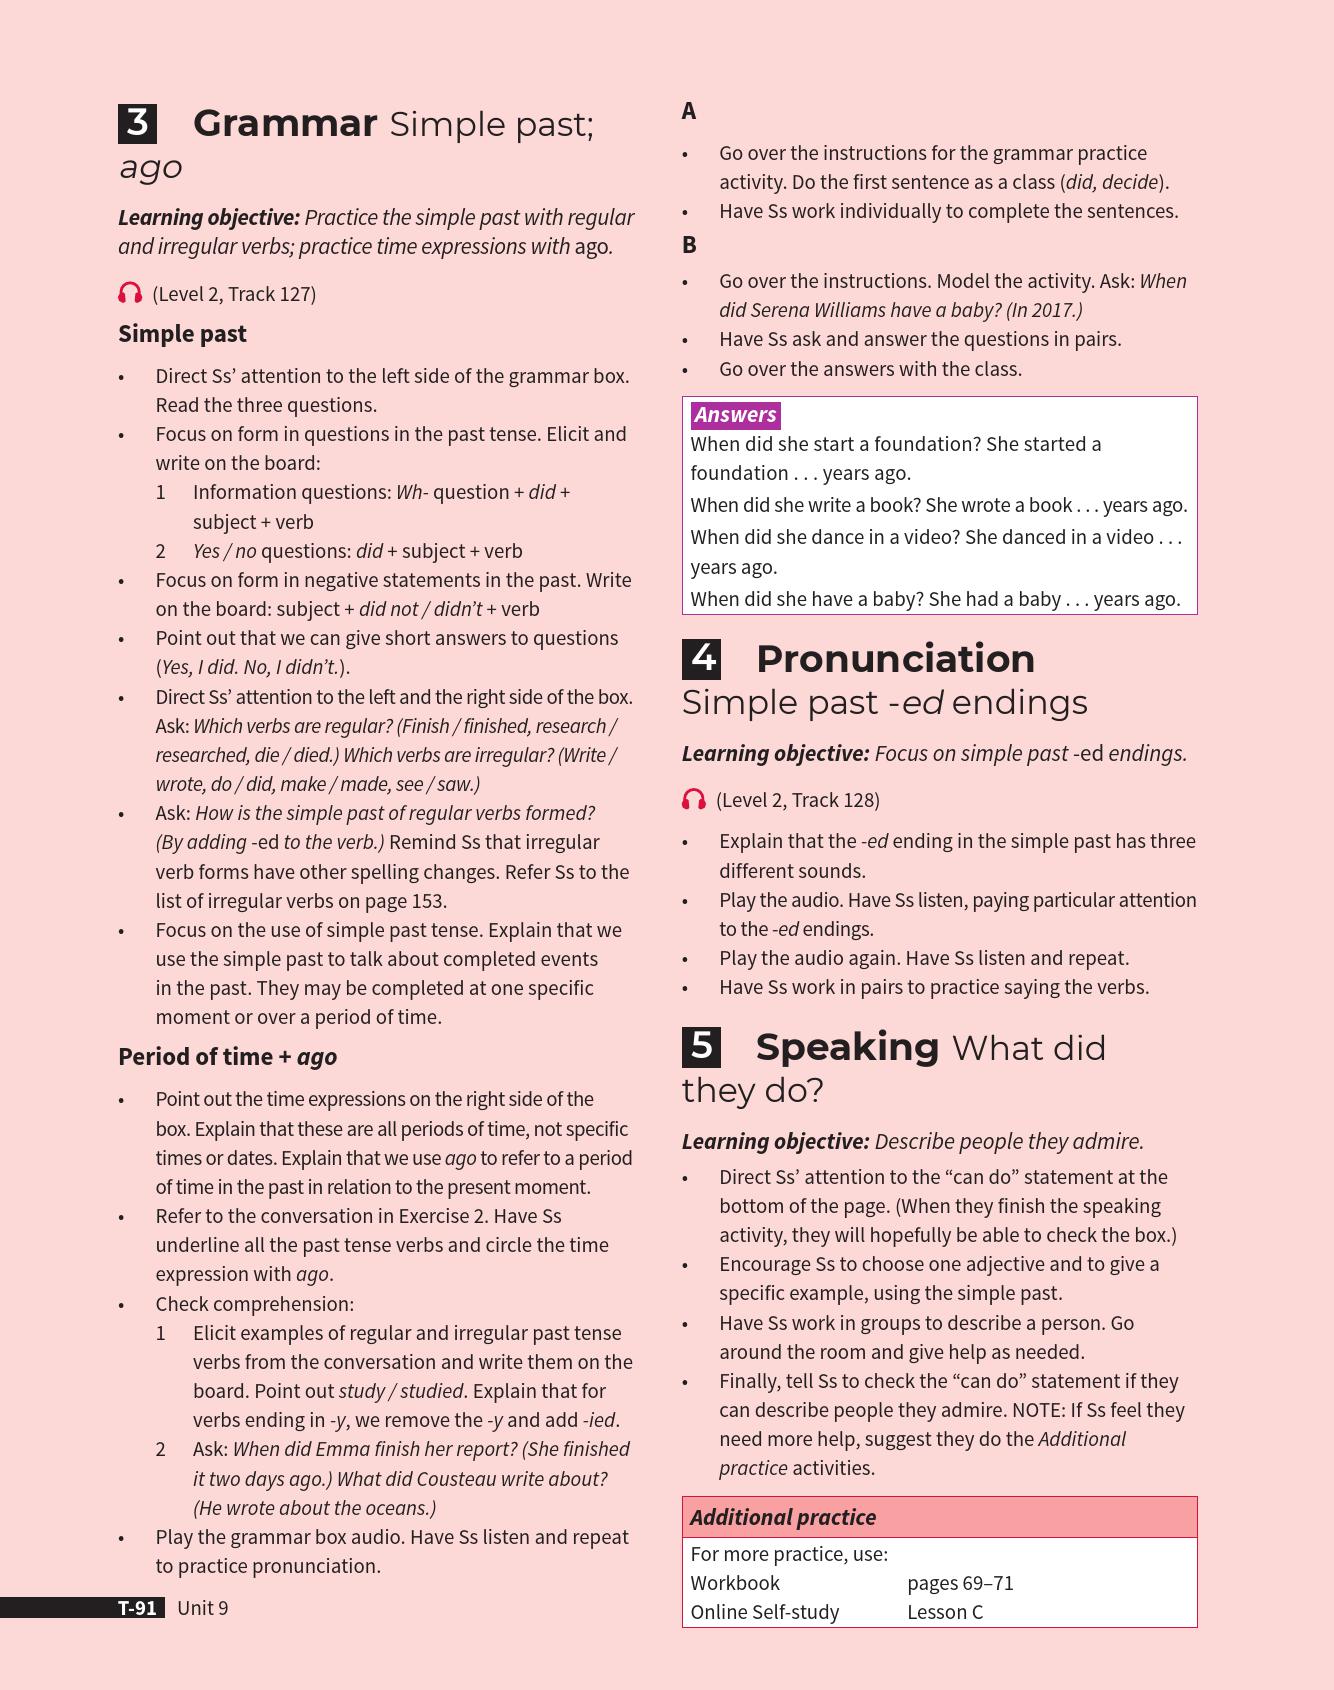 3 Grammar Simple past;
ago
Learning objective: Practice the simple past with regular
and irregular verbs; practice time expressions with ago.
(Level 2, Track 127)
Simple past
• Direct Ss’ attention to the left side of the grammar box.
Read the three questions.
• Focus on form in questions in the past tense. Elicit and
write on the board:
1 Information questions: Wh- question + did +
subject + verb
2 Yes / no questions: did + subject + verb
• Focus on form in negative statements in the past. Write
on the board: subject + did not / didn’t + verb
• Point out that we can give short answers to questions
(Yes, I did. No, I didn’t.).
• Direct Ss’ attention to the left and the right side of the box.
Ask: Which verbs are regular? (Finish / finished, research /
researched, die / died.) Which verbs are irregular? (Write /
wrote, do / did, make / made, see / saw.)
• Ask: How is the simple past of regular verbs formed?
(By adding -ed to the verb.) Remind Ss that irregular
verb forms have other spelling changes. Refer Ss to the
list of irregular verbs on page 153.
• Focus on the use of simple past tense. Explain that we
use the simple past to talk about completed events
in the past. They may be completed at one specific
moment or over a period of time.
Period of time + ago
• Point out the time expressions on the right side of the
box. Explain that these are all periods of time, not specific
times or dates. Explain that we use ago to refer to a period
of time in the past in relation to the present moment.
• Refer to the conversation in Exercise 2. Have Ss
underline all the past tense verbs and circle the time
expression with ago.
• Check comprehension:
1 Elicit examples of regular and irregular past tense
verbs from the conversation and write them on the
board. Point out study / studied. Explain that for
verbs ending in -y, we remove the -y and add -ied.
2 Ask: When did Emma finish her report? (She finished
it two days ago.) What did Cousteau write about?
(He wrote about the oceans.)
• Play the grammar box audio. Have Ss listen and repeat
to practice pronunciation.
A
• Go over the instructions for the grammar practice
activity. Do the first sentence as a class (did, decide).
• Have Ss work individually to complete the sentences.
B
• Go over the instructions. Model the activity. Ask: When
did Serena Williams have a baby? (In 2017.)
• Have Ss ask and answer the questions in pairs.
• Go over the answers with the class.
Answers
When did she start a foundation? She started a
foundation . . . years ago.
When did she write a book? She wrote a book . . . years ago.
When did she dance in a video? She danced in a video . . .
years ago.
When did she have a baby? She had a baby . . . years ago.
4 Pronunciation
Simple past -ed endings
Learning objective: Focus on simple past -ed endings.
(Level 2, Track 128)
• Explain that the -ed ending in the simple past has three
different sounds.
• Play the audio. Have Ss listen, paying particular attention
to the -ed endings.
• Play the audio again. Have Ss listen and repeat.
• Have Ss work in pairs to practice saying the verbs.
5 Speaking What did
they do?
Learning objective: Describe people they admire.
• Direct Ss’ attention to the “can do” statement at the
bottom of the page. (When they finish the speaking
activity, they will hopefully be able to check the box.)
• Encourage Ss to choose one adjective and to give a
specific example, using the simple past.
• Have Ss work in groups to describe a person. Go
around the room and give help as needed.
• Finally, tell Ss to check the “can do” statement if they
can describe people they admire. NOTE: If Ss feel they
need more help, suggest they do the Additional
practice activities.
Additional practice
For more practice, use:
Workbook pages 69–71
Online Self-study Lesson C
T-91 Unit 9